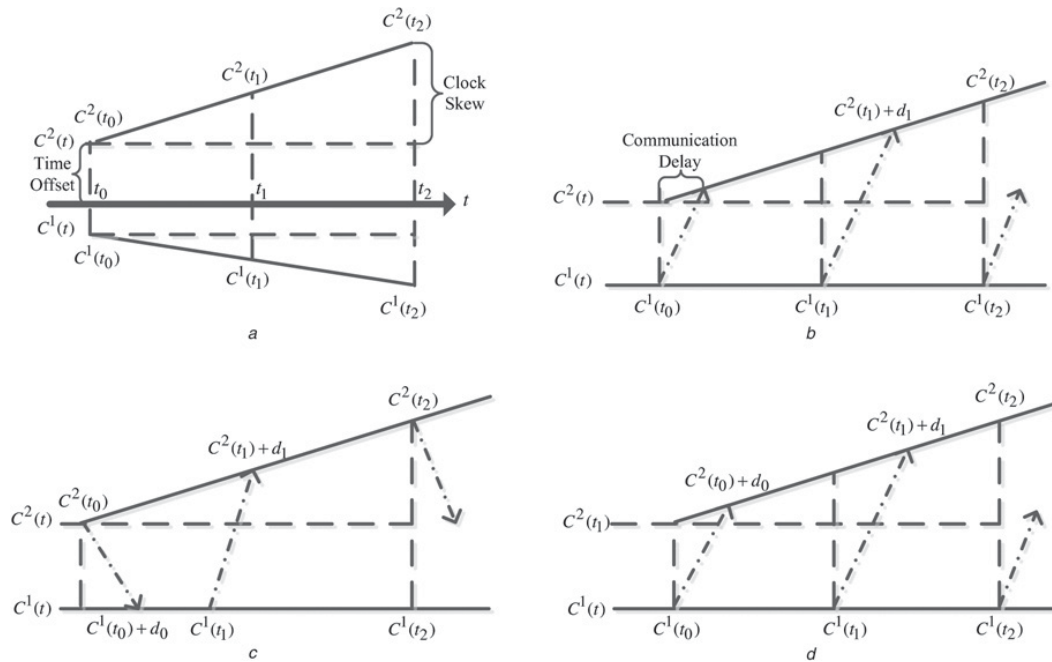 C²(t₂)
C²(t₁)
Clock
Skew
C²(t₀)
C²(t)
Time
Offset
t₀
t₁
t₂
t
C¹(t)
C¹(t₀)
C¹(t₁)
C¹(t₂)
a
C²(t₂)
C²(t₁)+d₁
Communication
Delay
C²(t)
C¹(t)
C¹(t₀)
C¹(t₁)
C¹(t₂)
b
C²(t₂)
C²(t₁)+d₁
C²(t₀)
C²(t)
C¹(t)
C¹(t₀)+d₀
C¹(t₁)
C¹(t₂)
c
C²(t₂)
C²(t₁)+d₁
C²(t₀)+d₀
C²(t₁)
C¹(t)
C¹(t₀)
C¹(t₁)
C¹(t₂)
d